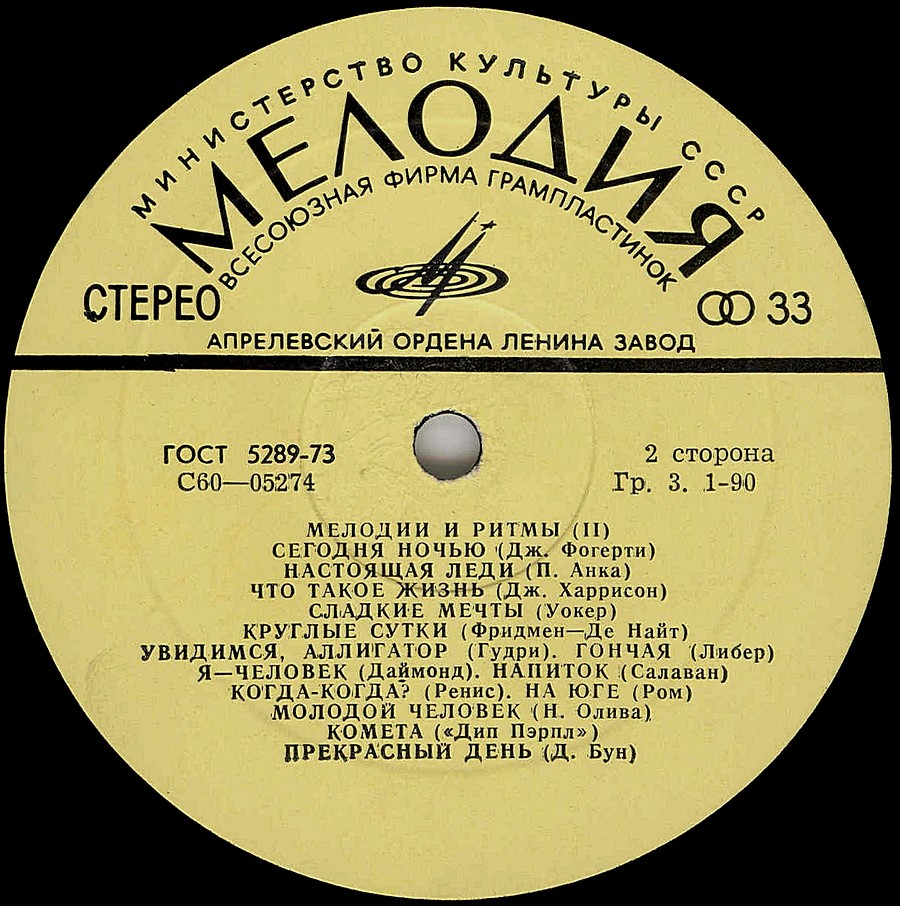 МИНИСТЕРСТВО КУЛЬТУРЫ СССР
МЕЛОДИЯ
ВСЕСОЮЗНАЯ ФИРМА ГРАМПЛАСТИНОК
СТЕРЕО
33
АПРЕЛЕВСКИЙ ОРДЕНА ЛЕНИНА ЗАВОД
ГОСТ 5289-73
2 сторона
С60—05274
Гр. 3. 1-90
МЕЛОДИИ И РИТМЫ (II)
СЕГОДНЯ НОЧЬЮ (Дж. Фогерти)
НАСТОЯЩАЯ ЛЕДИ (П. Анка)
ЧТО ТАКОЕ ЖИЗНЬ (Дж. Харрисон)
СЛАДКИЕ МЕЧТЫ (Уокер)
КРУГЛЫЕ СУТКИ (Фридмен—Де Найт)
УВИДИМСЯ, АЛЛИГАТОР (Гудри). ГОНЧАЯ (Либер)
Я—ЧЕЛОВЕК (Даймонд). НАПИТОК (Салаван)
КОГДА-КОГДА? (Ренис). НА ЮГЕ (Ром)
МОЛОДОЙ ЧЕЛОВЕК (Н. Олива)
КОМЕТА («Дип Пэрпл»)
ПРЕКРАСНЫЙ ДЕНЬ (Д. Бун)